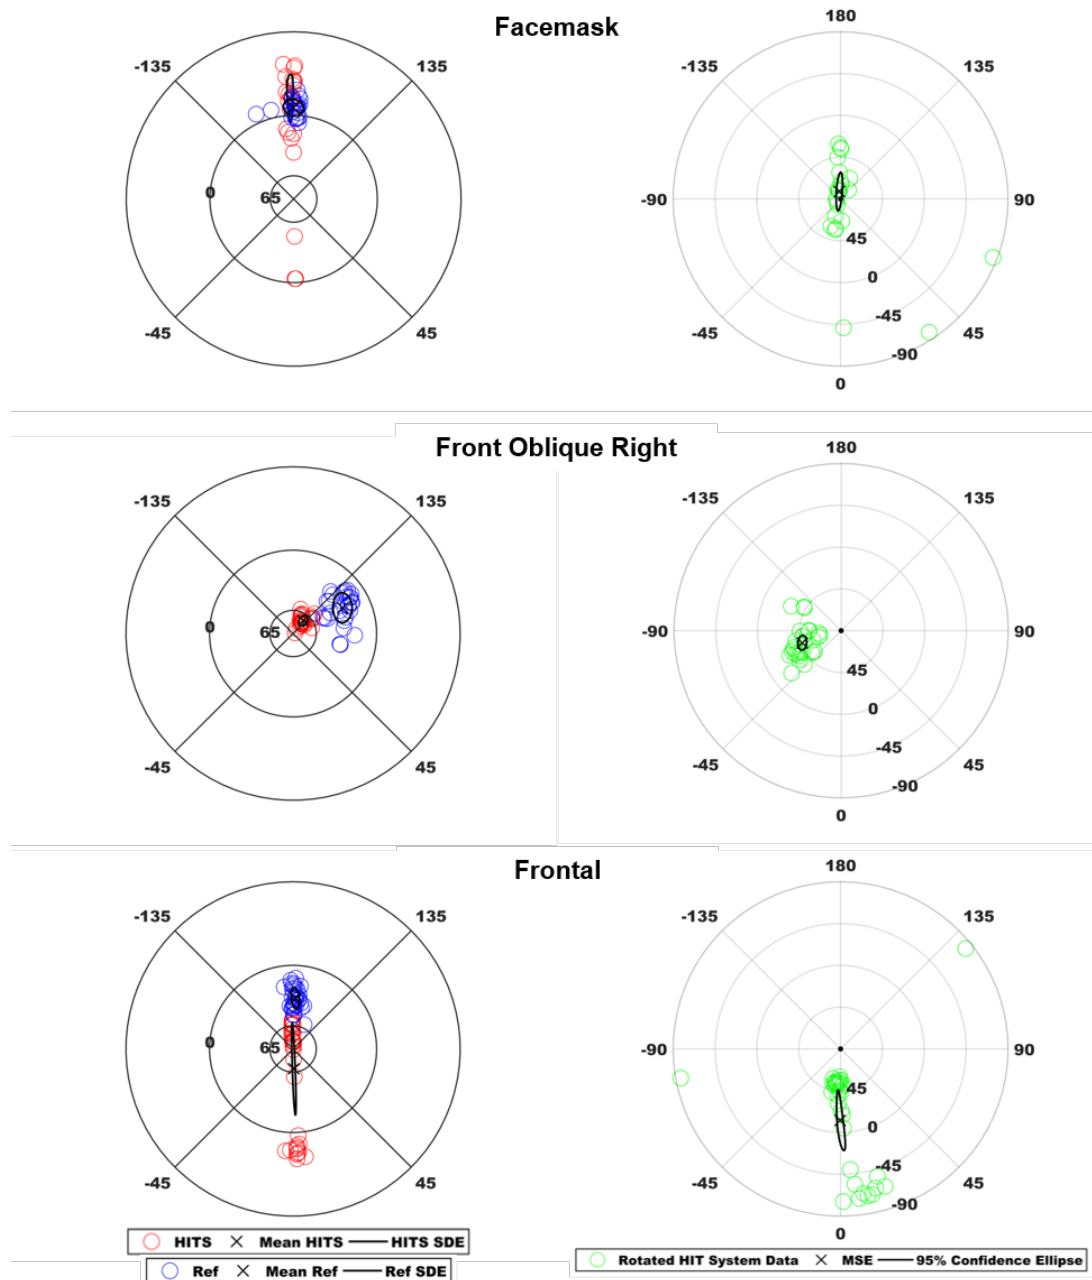 Facemask
180
-135 135 -135 135
0 65 -90 90
45
0
-45 45 -45 -45 45
-90
0
Front Oblique Right
180
-135 135 -135 135
0 65 -90 90
45
0
-45 45 -45 -45 45
-90
0
Frontal
180
-135 135 -135 135
0 65 -90 90
45
0
-45 45 -45 -45 45
-90
0
HITS Mean HITS HITS SDE
Ref Mean Ref Ref SDE
Rotated HIT System Data MSE 95% Confidence Ellipse